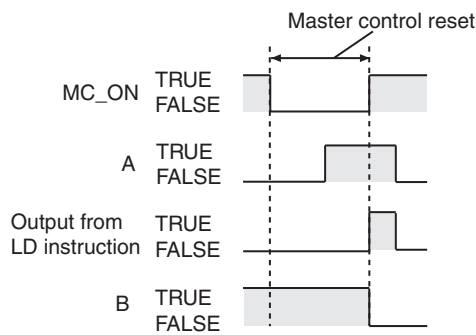 Master control reset
MC_ON TRUE
FALSE
A TRUE
FALSE
Output from
LD instruction TRUE
FALSE
B TRUE
FALSE